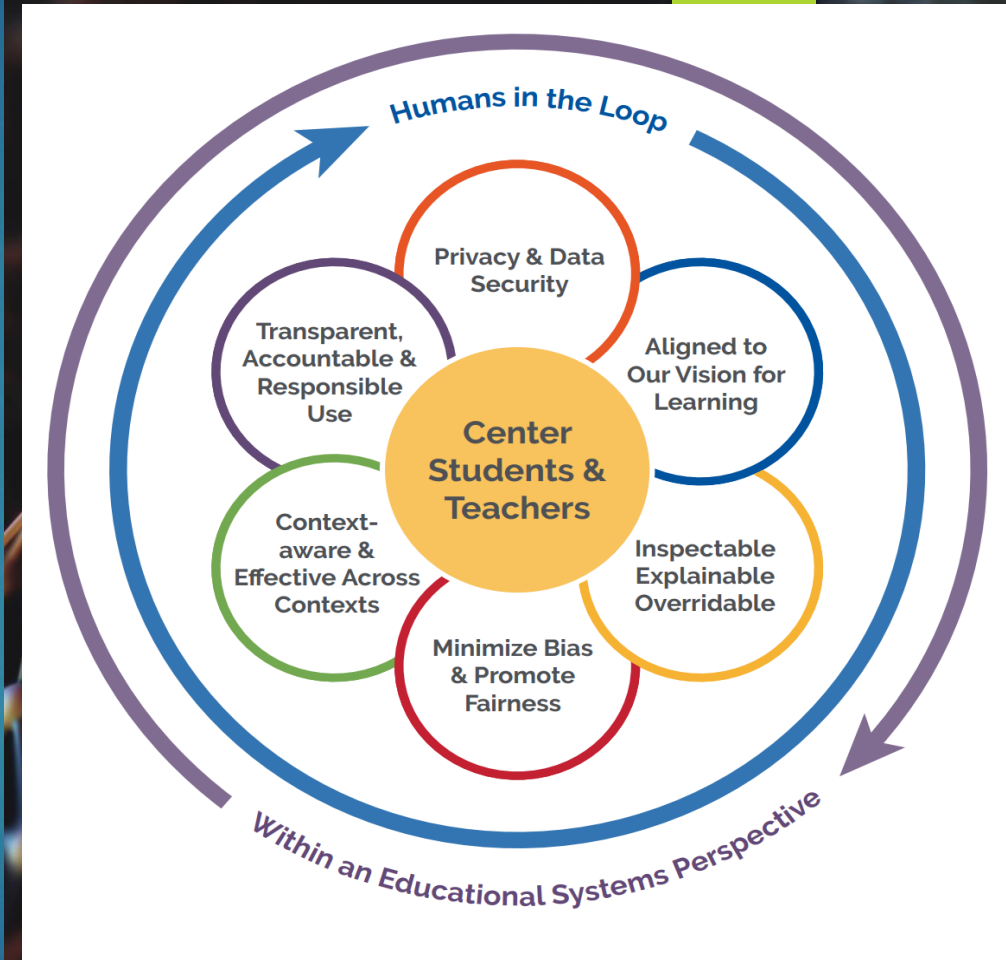 Humans in the Loop
Privacy & Data
Security
Aligned to
Our Vision for
Learning
Inspectable
Explainable
Overridable
Minimize Bias
& Promote
Fairness
Context-
aware &
Effective Across
Contexts
Transparent,
Accountable &
Responsible
Use
Center
Students &
Teachers
Within an Educational Systems Perspective